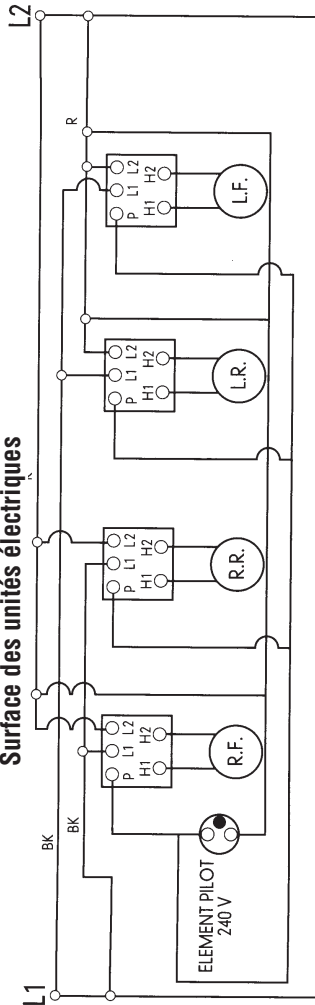 Surface des unités électriques
L1
L2
BK
BK
R
R
P L1 L2
H1 H2
R.F.
P L1 L2
H1 H2
R.R.
P L1 L2
H1 H2
L.R.
P L1 L2
H1 H2
L.F.
ELEMENT PILOT
240 V